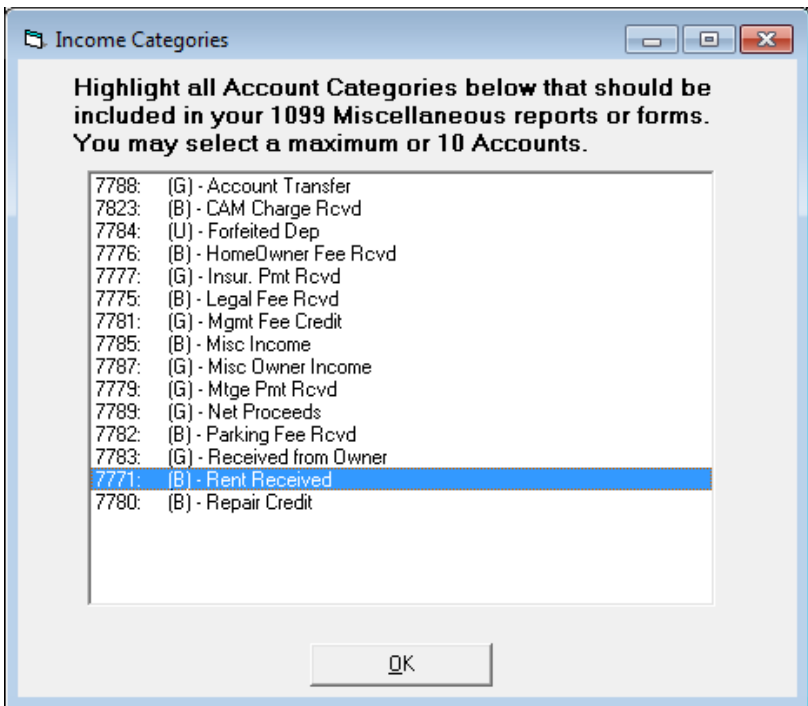 Income Categories
Highlight all Account Categories below that should be
included in your 1099 Miscellaneous reports or forms.
You may select a maximum or 10 Accounts.
7788: (G) - Account Transfer
7823: (B) - CAM Charge Rcvd
7784: (U) - Forfeited Dep
7776: (B) - HomeOwner Fee Rcvd
7777: (G) - Insur. Pmt Rcvd
7775: (B) - Legal Fee Rcvd
7781: (G) - Mgmt Fee Credit
7785: (B) - Misc Income
7787: (G) - Misc Owner Income
7779: (G) - Mtge Pmt Rcvd
7789: (G) - Net Proceeds
7782: (B) - Parking Fee Rcvd
7783: (G) - Received from Owner
7771: (B) - Rent Received
7780: (B) - Repair Credit
OK